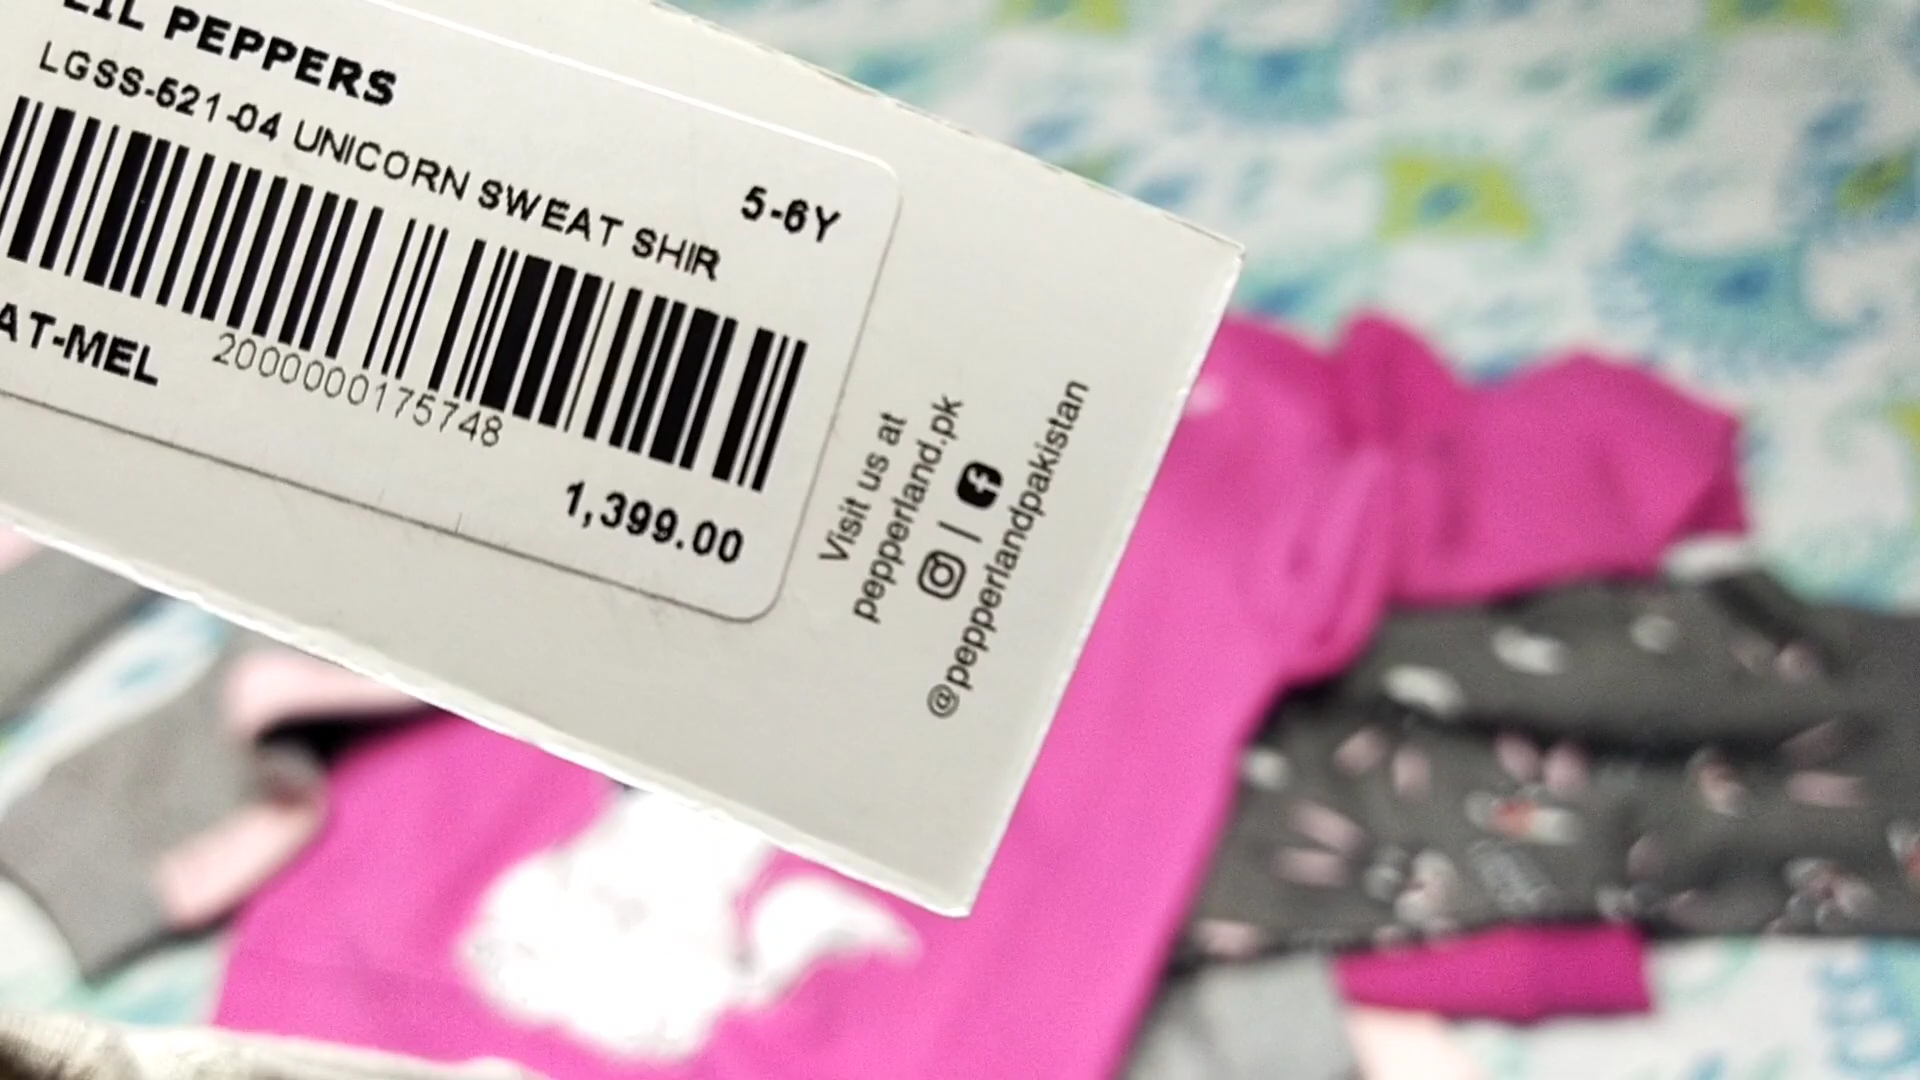 LIL PEPPERS
LGSS-621-04 UNICORN SWEAT SHIR
5-6Y
AT-MEL
2000000175748
1,399.00
Visit us at
pepperland.pk
|
@pepperlandpakistan